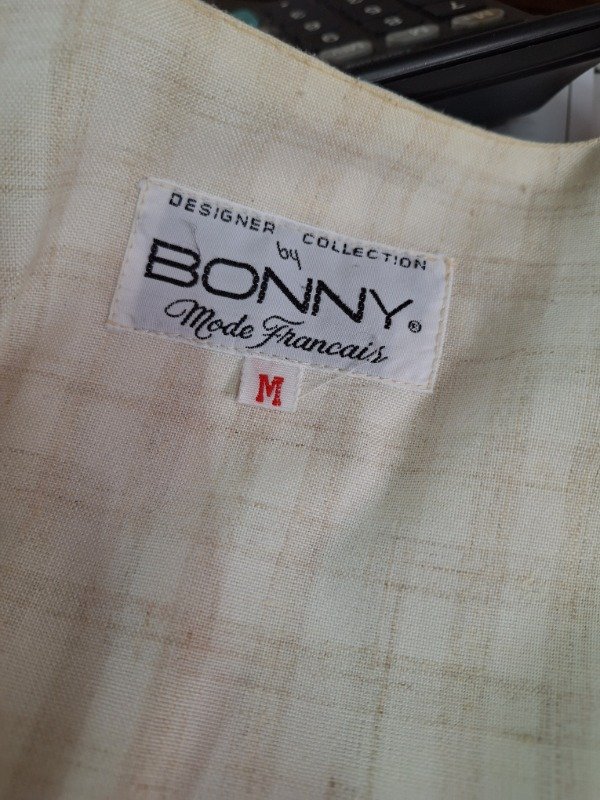 DESIGNER COLLECTION
by
BONNY®
Mode Francais
M